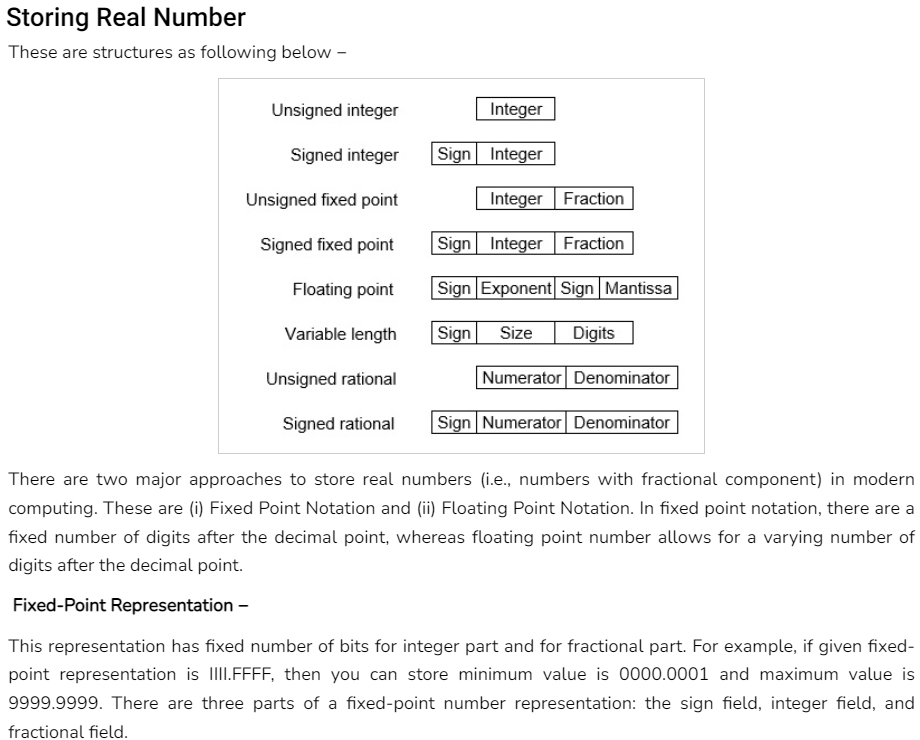 Storing Real Number
These are structures as following below –
Unsigned integer Integer
Signed integer Sign Integer
Unsigned fixed point Integer Fraction
Signed fixed point Sign Integer Fraction
Floating point Sign Exponent Sign Mantissa
Variable length Sign Size Digits
Unsigned rational Numerator Denominator
Signed rational Sign Numerator Denominator
There are two major approaches to store real numbers (i.e., numbers with fractional component) in modern
computing. These are (i) Fixed Point Notation and (ii) Floating Point Notation. In fixed point notation, there are a
fixed number of digits after the decimal point, whereas floating point number allows for a varying number of
digits after the decimal point.
Fixed-Point Representation –
This representation has fixed number of bits for integer part and for fractional part. For example, if given fixed-
point representation is IIII.FFFF, then you can store minimum value is 0000.0001 and maximum value is
9999.9999. There are three parts of a fixed-point number representation: the sign field, integer field, and
fractional field.